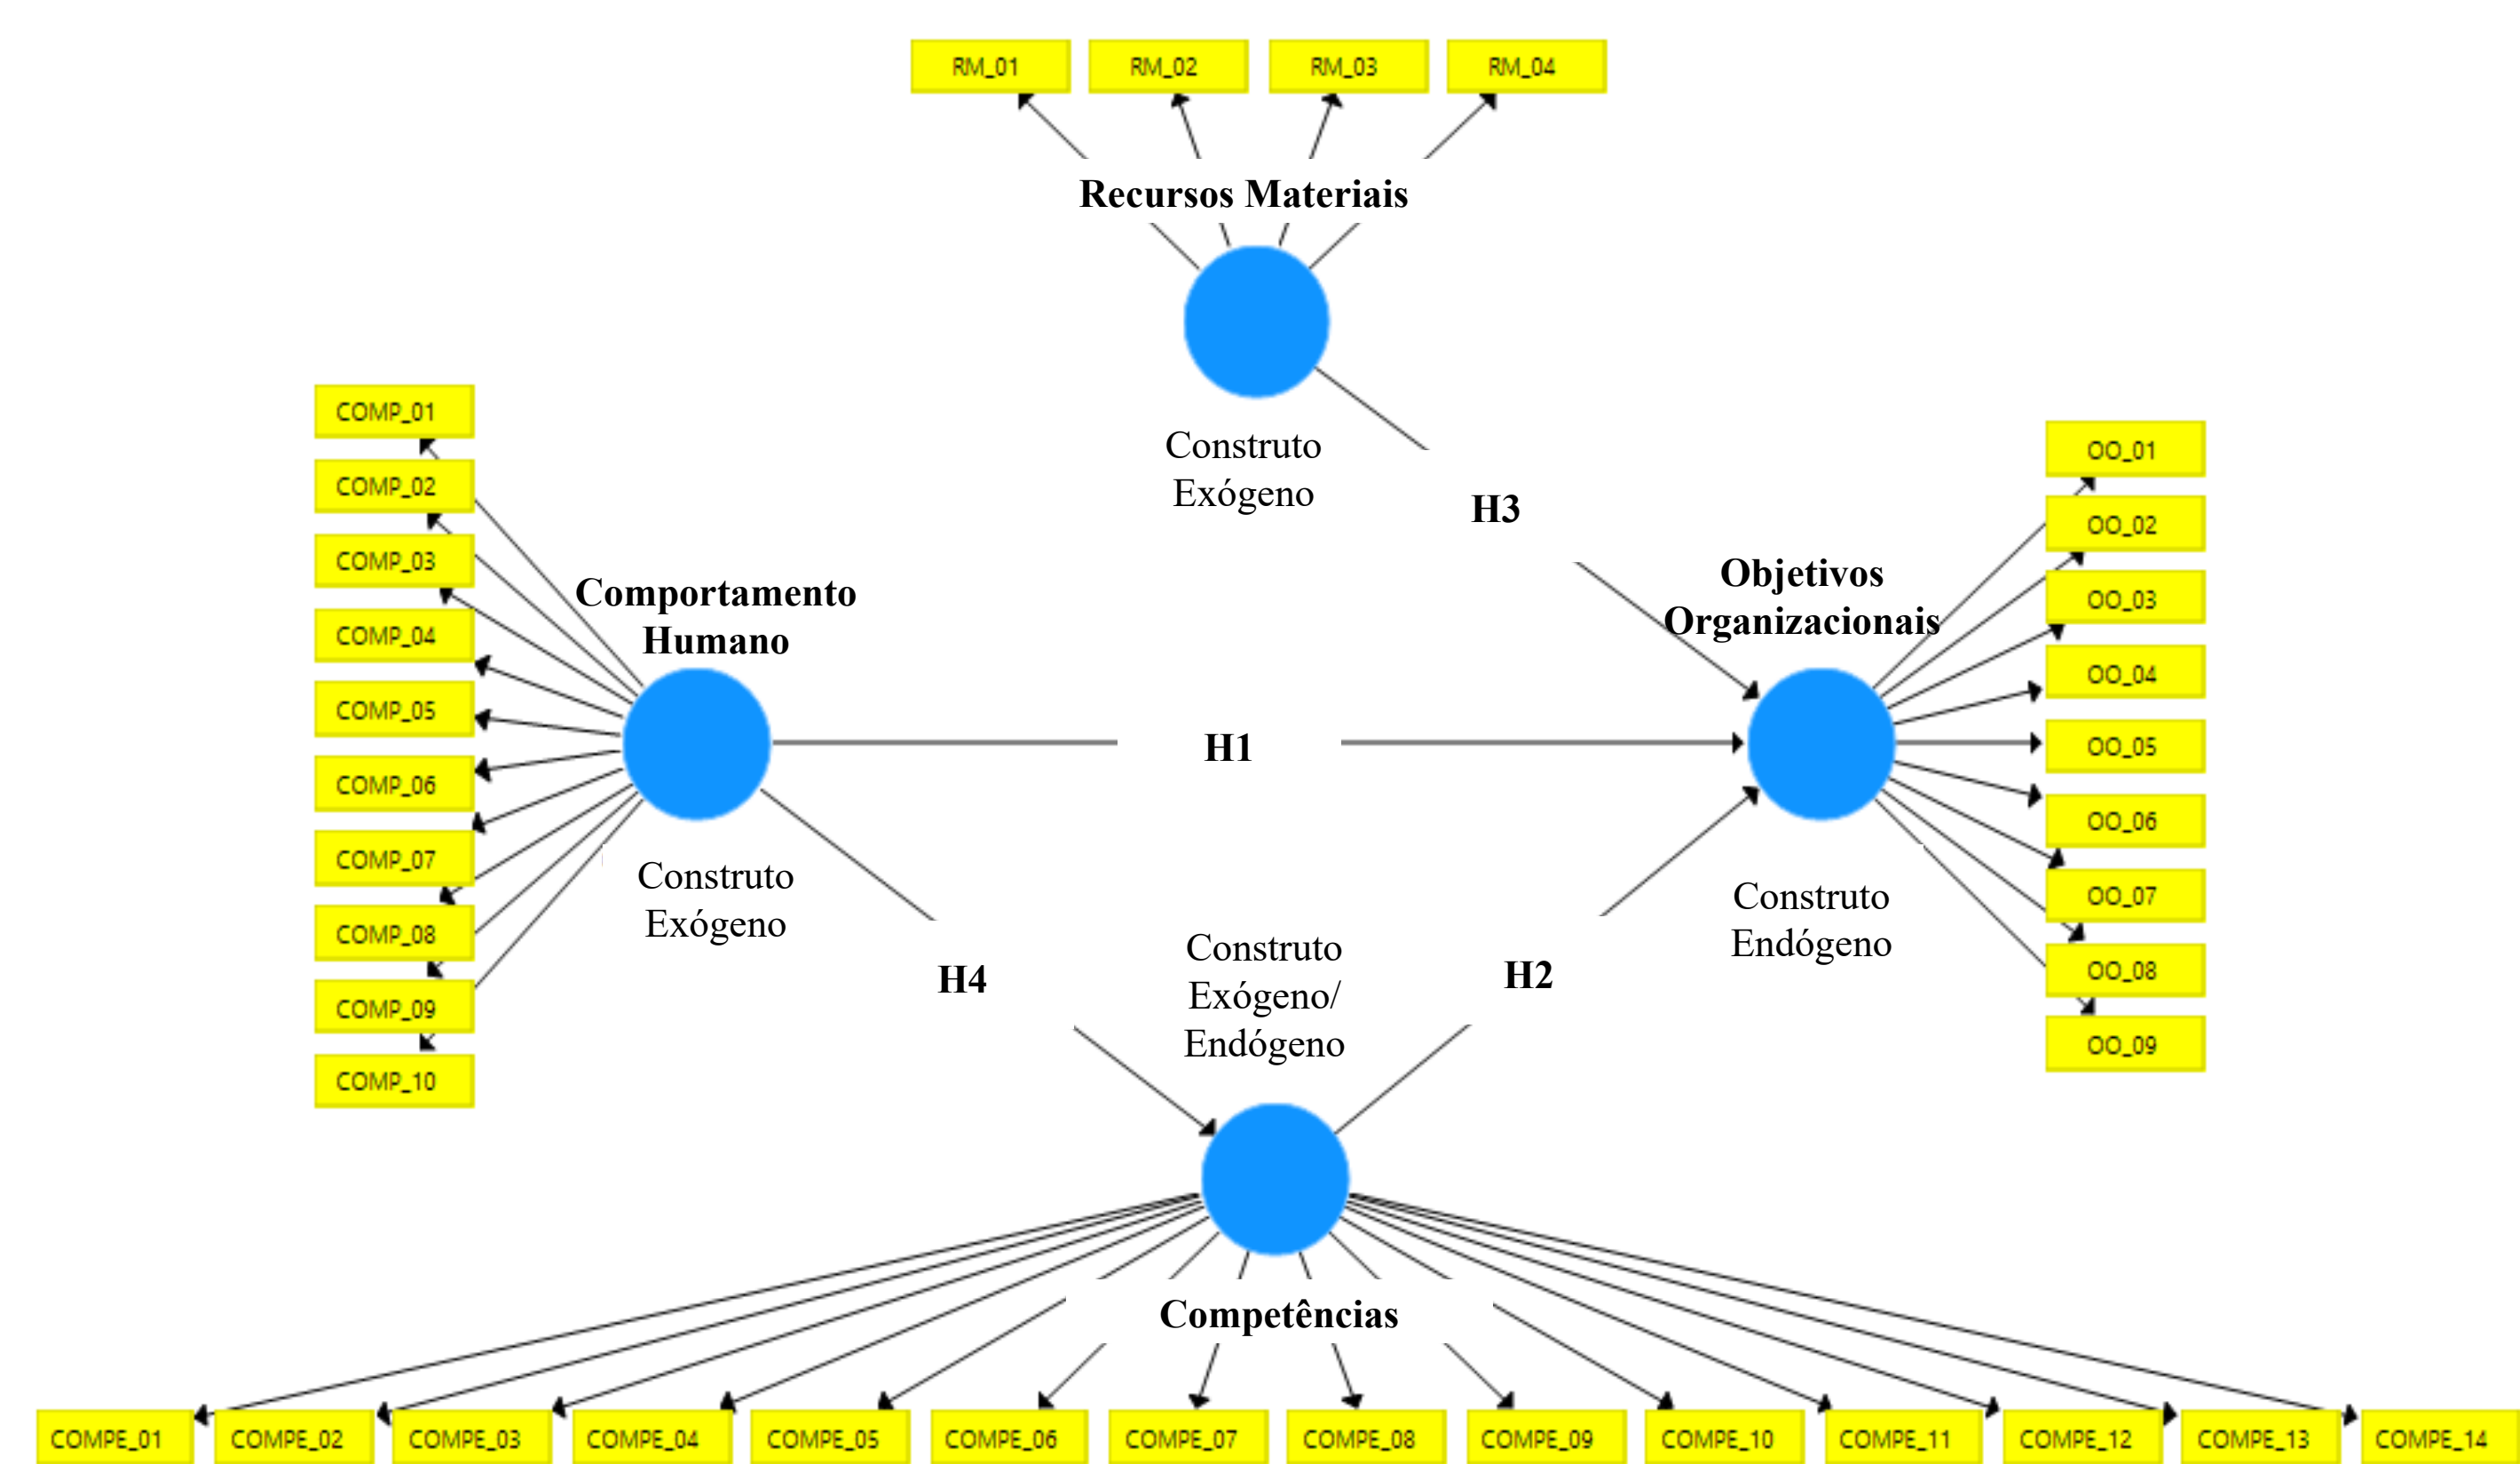 RM_01
RM_02
RM_03
RM_04
Recursos Materiais
Construto
Exógeno
H3
COMP_01
COMP_02
COMP_03
COMP_04
COMP_05
COMP_06
COMP_07
COMP_08
COMP_09
COMP_10
Comportamento
Humano
Construto
Exógeno
H1
H4
Objetivos
Organizacionais
Construto
Endógeno
OO_01
OO_02
OO_03
OO_04
OO_05
OO_06
OO_07
OO_08
OO_09
H2
Construto
Exógeno/
Endógeno
Competências
COMPE_01
COMPE_02
COMPE_03
COMPE_04
COMPE_05
COMPE_06
COMPE_07
COMPE_08
COMPE_09
COMPE_10
COMPE_11
COMPE_12
COMPE_13
COMPE_14